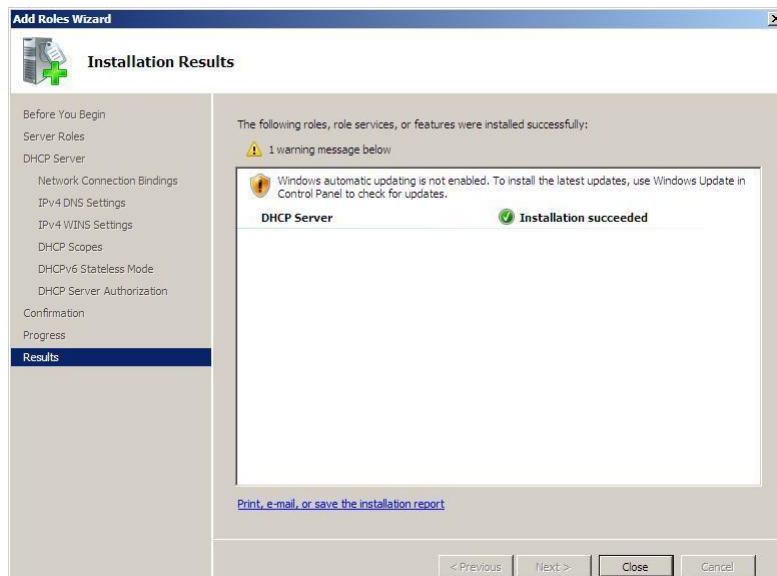 Add Roles Wizard
Installation Results
Before You Begin
Server Roles
DHCP Server
Network Connection Bindings
IPv4 DNS Settings
IPv4 WINS Settings
DHCP Scopes
DHCPv6 Stateless Mode
DHCP Server Authorization
Confirmation
Progress
Results
The following roles, role services, or features were installed successfully:
1 warning message below
Windows automatic updating is not enabled. To install the latest updates, use Windows Update in
Control Panel to check for updates.
DHCP Server Installation succeeded
Print, e-mail, or save the installation report
< Previous Next > Close Cancel